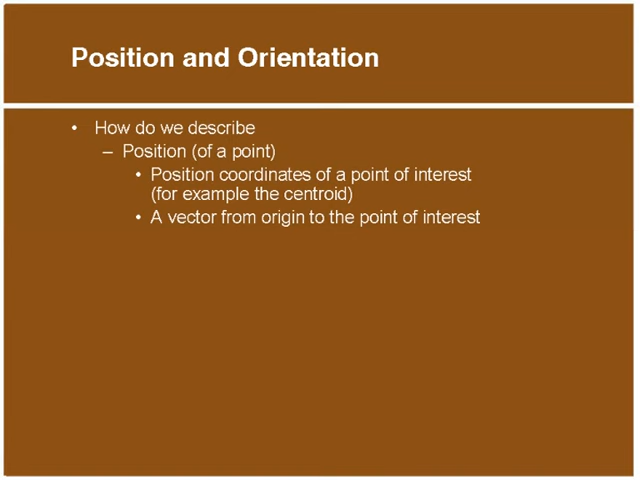 Position and Orientation
• How do we describe
– Position (of a point)
• Position coordinates of a point of interest
(for example the centroid)
• A vector from origin to the point of interest